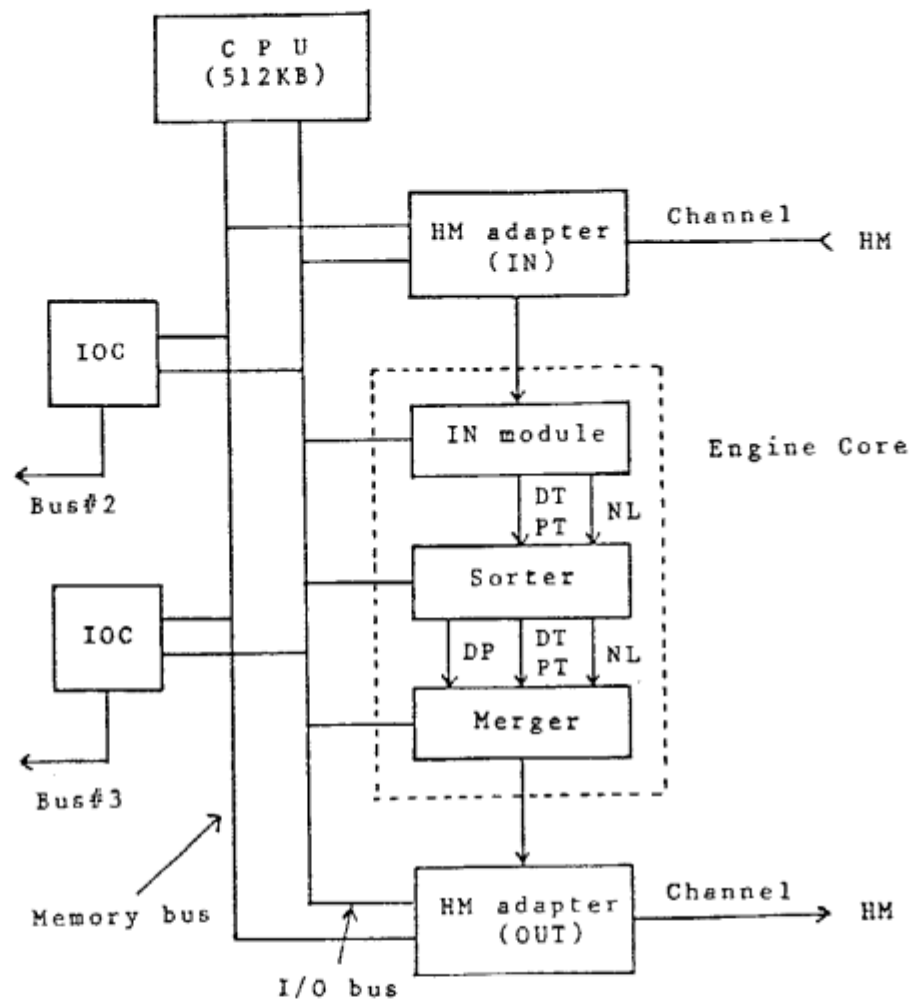 C P U
(512KB)
HM adapter
(IN)
Channel
HM
IOC
Bus#2
IN module
Engine Core
DT
PT
NL
Sorter
IOC
Bus#3
DP
DT
PT
NL
Merger
Memory bus
I/O bus
HM adapter
(OUT)
Channel
HM